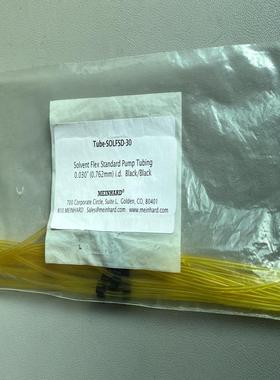 Tube-SOLFSD-30
Solvent Flex Standard Pump Tubing
0.030" (0.762mm) i.d. Black/Black
MEINHARD®
700 Corporate Circle, Suite L, Golden, CO, 80401
800.MEINHARD Sales@meinhard.com www.meinhard.com